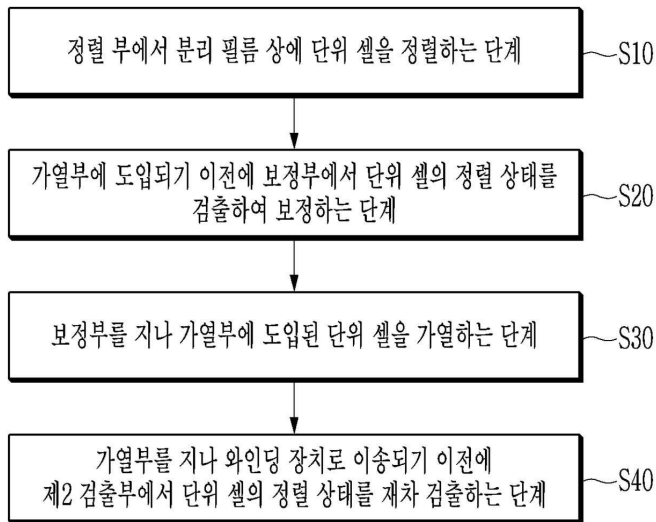 정렬 부에서 분리 필름 상에 단위 셀을 정렬하는 단계
S10
가열부에 도입되기 이전에 보정부에서 단위 셀의 정렬 상태를
검출하여 보정하는 단계
S20
보정부를 지나 가열부에 도입된 단위 셀을 가열하는 단계
S30
가열부를 지나 와인딩 장치로 이송되기 이전에
제2 검출부에서 단위 셀의 정렬 상태를 재차 검출하는 단계
S40